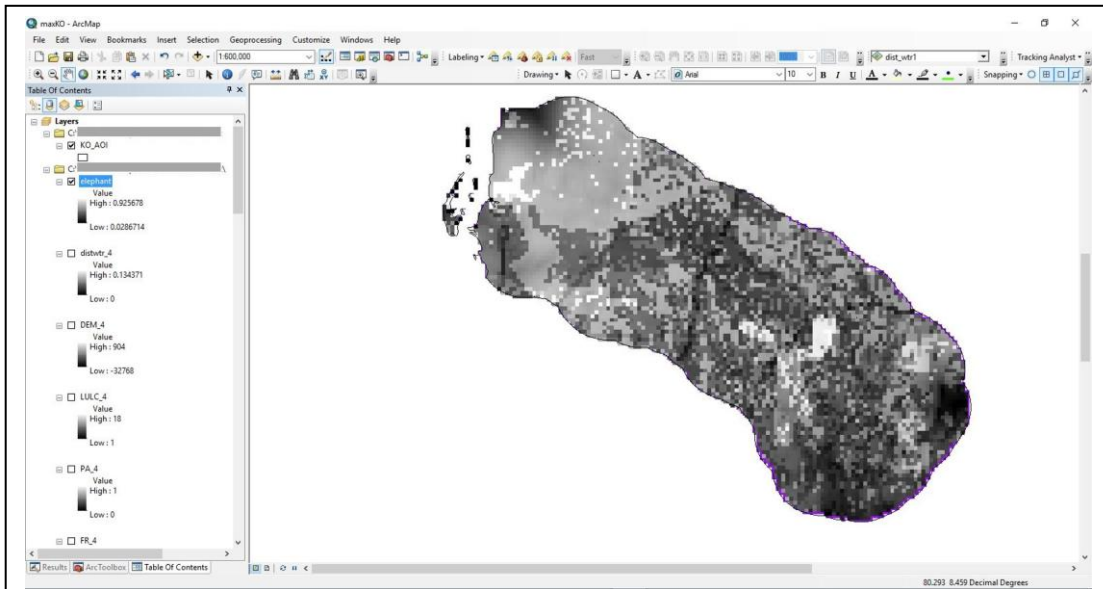 maxKO - ArcMap
File Edit View Bookmarks Insert Selection Geoprocessing Customize Windows Help
1:600,000 Labeling Fast dist_wtr1 Tracking Analyst
Drawing A Arial 10 B I U A Snapping
Table Of Contents
Layers
C:\
KO_AOI
C:\ \
elephant
Value
High : 0.925678
Low : 0.0286714
distwtr_4
Value
High : 0.134371
Low : 0
DEM_4
Value
High : 904
Low : -32768
LULC_4
Value
High : 18
Low : 1
PA_4
Value
High : 1
Low : 0
FR_4
Results ArcToolbox Table Of Contents
80.293 8.459 Decimal Degrees